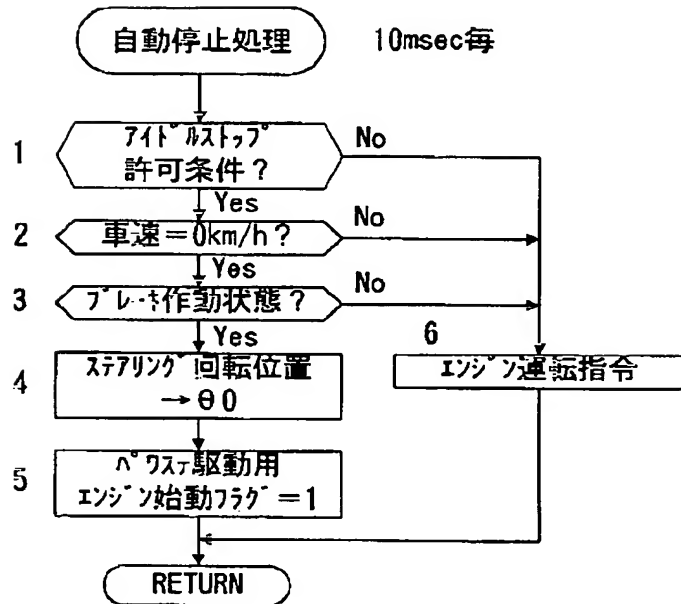 自動停止処理 10msec毎
1 ｱｲﾄﾞﾙｽﾄｯﾌﾟ No
許可条件？
Yes
2 車速＝0km/h？ No
Yes
3 ﾌﾞﾚｰｷ作動状態？ No
Yes
6
4 ｽﾃｱﾘﾝｸﾞ回転位置
→θ0
ｴﾝｼﾞﾝ運転指令
5 ﾊﾟﾜｽﾃ駆動用
ｴﾝｼﾞﾝ始動ﾌﾗｸﾞ＝1
RETURN